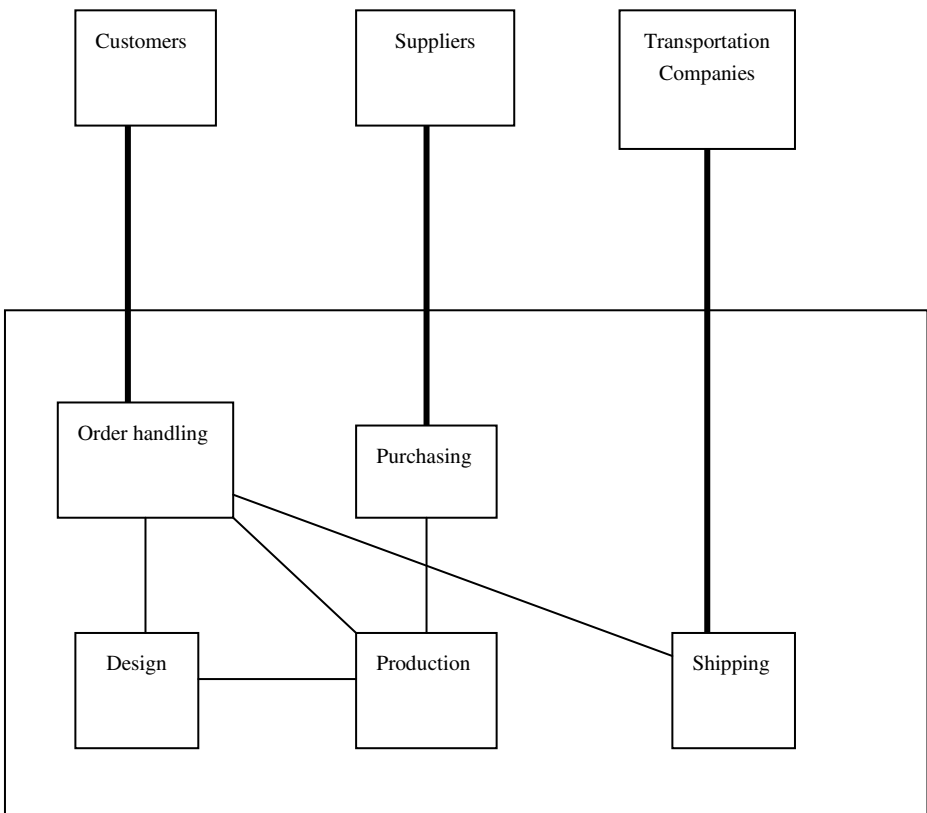 Customers
Suppliers
Transportation
Companies
Order handling
Purchasing
Design
Production
Shipping